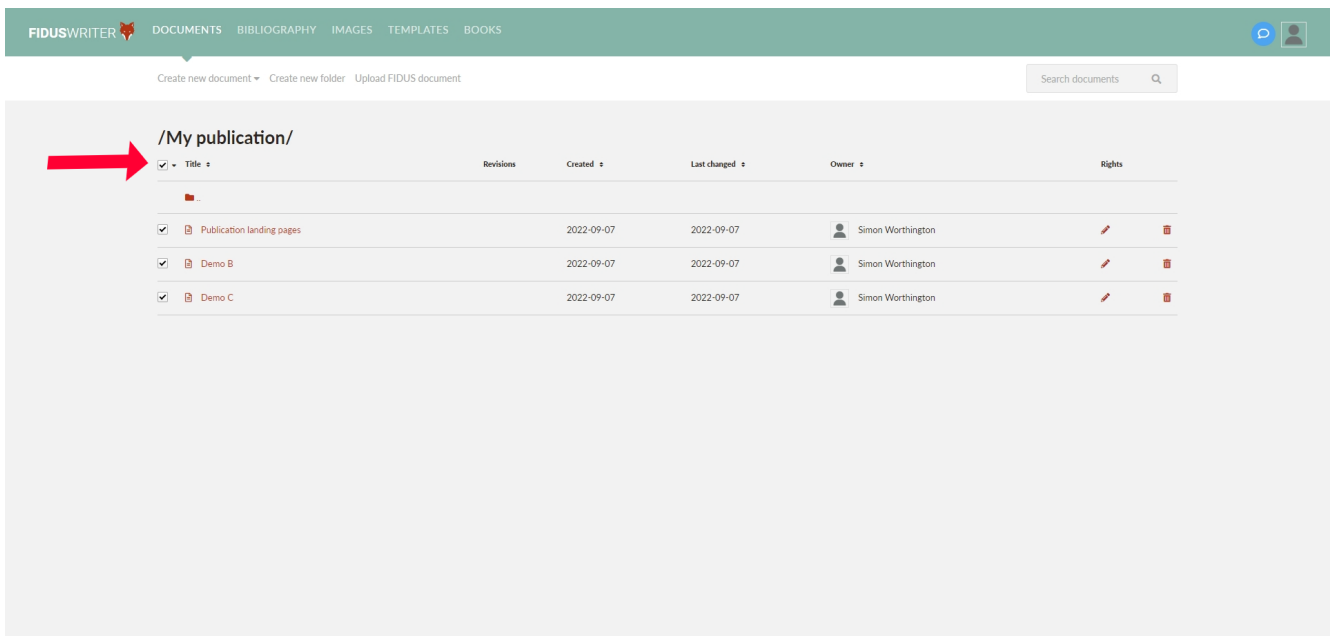 FIDUSWRITER DOCUMENTS BIBLIOGRAPHY IMAGES TEMPLATES BOOKS
Create new document Create new folder Upload FIDUS document Search documents
/My publication/
Title Revisions Created Last changed Owner Rights
..
Publication landing pages 2022-09-07 2022-09-07 Simon Worthington
Demo B 2022-09-07 2022-09-07 Simon Worthington
Demo C 2022-09-07 2022-09-07 Simon Worthington